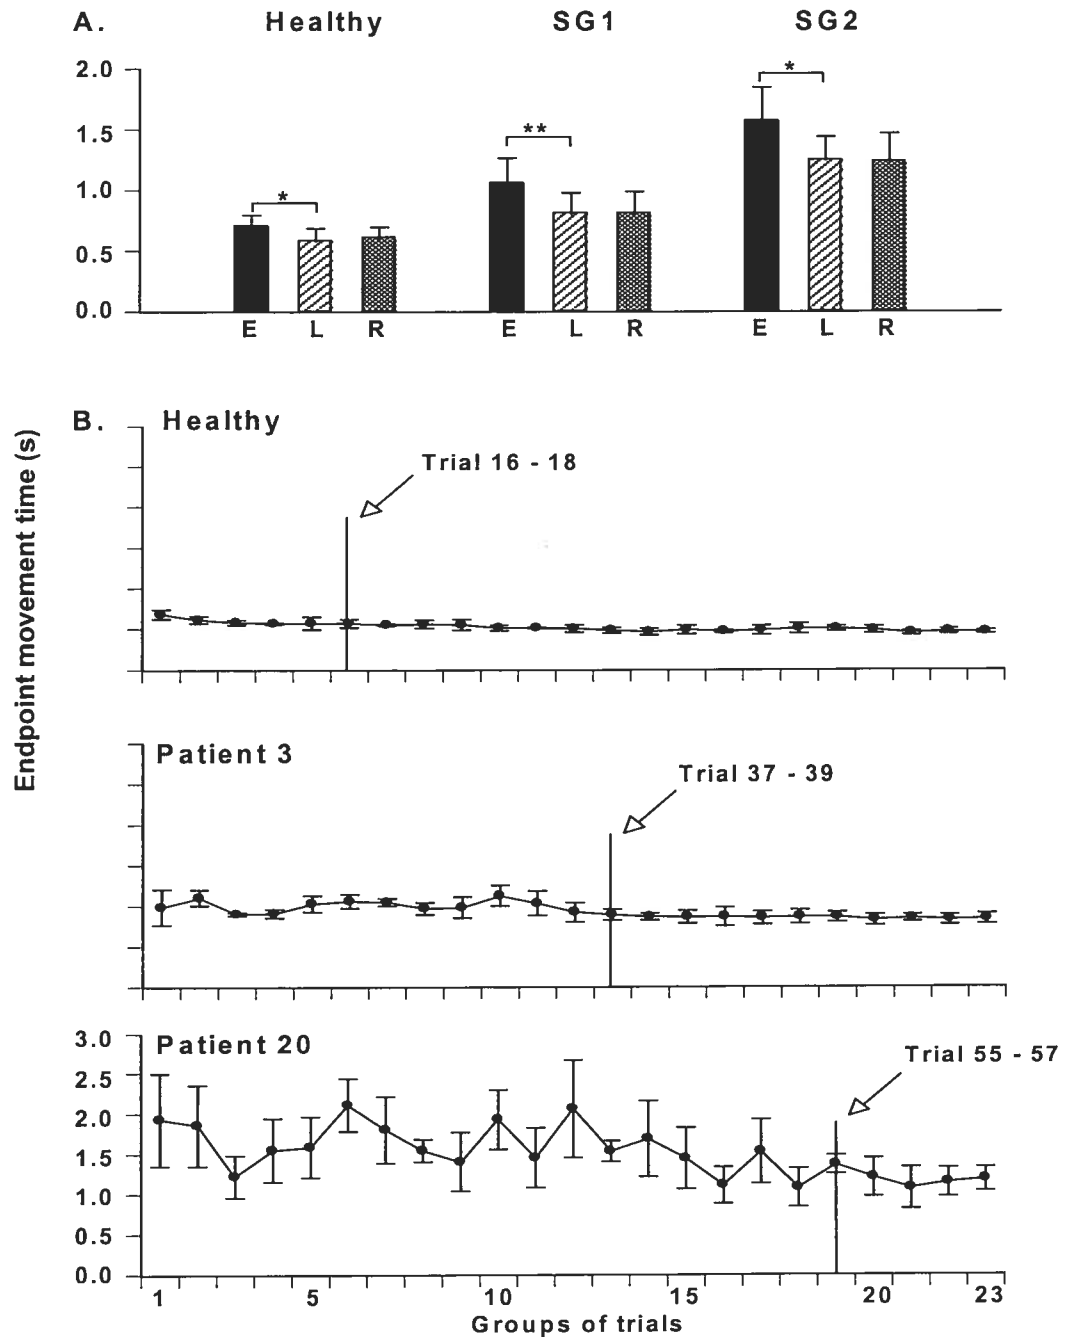 A. Healthy SG1 SG2
2.0
1.5
1.0
0.5
0.0
* ** *
E L R E L R E L R
Endpoint movement time (s)
B. Healthy
Trial 16 - 18
Patient 3
Trial 37 - 39
Patient 20
Trial 55 - 57
3.0
2.5
2.0
1.5
1.0
0.5
0.0
1 5 10 15 20 23
Groups of trials